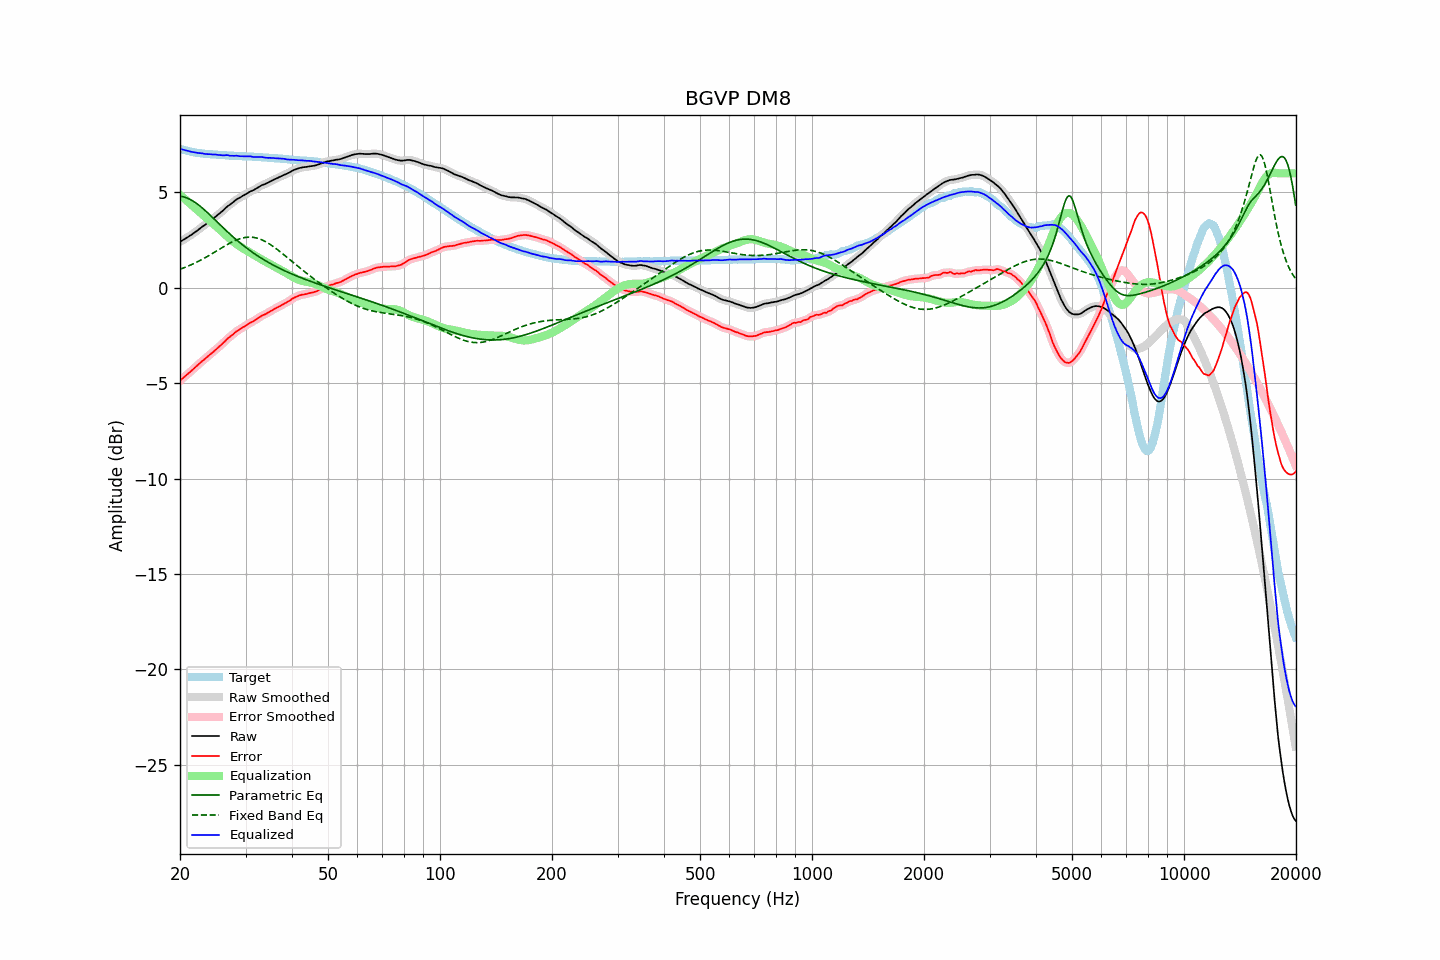 BGVP DM8
Amplitude (dBr)
5
0
−5
−10
−15
−20
−25
Target
Raw Smoothed
Error Smoothed
Raw
Error
Equalization
Parametric Eq
Fixed Band Eq
Equalized
20 50 100 200 500 1000 2000 5000 10000 20000
Frequency (Hz)